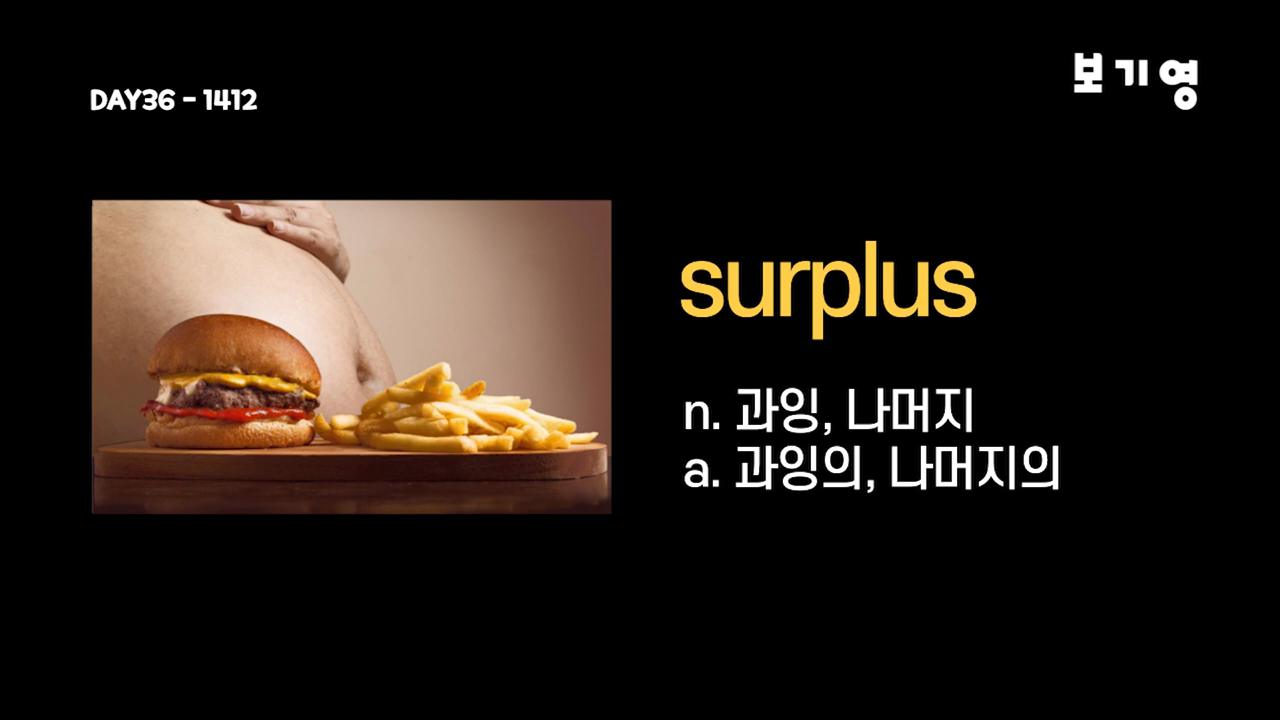 DAY36 - 1412
보기영
surplus
n. 과잉, 나머지
a. 과잉의, 나머지의